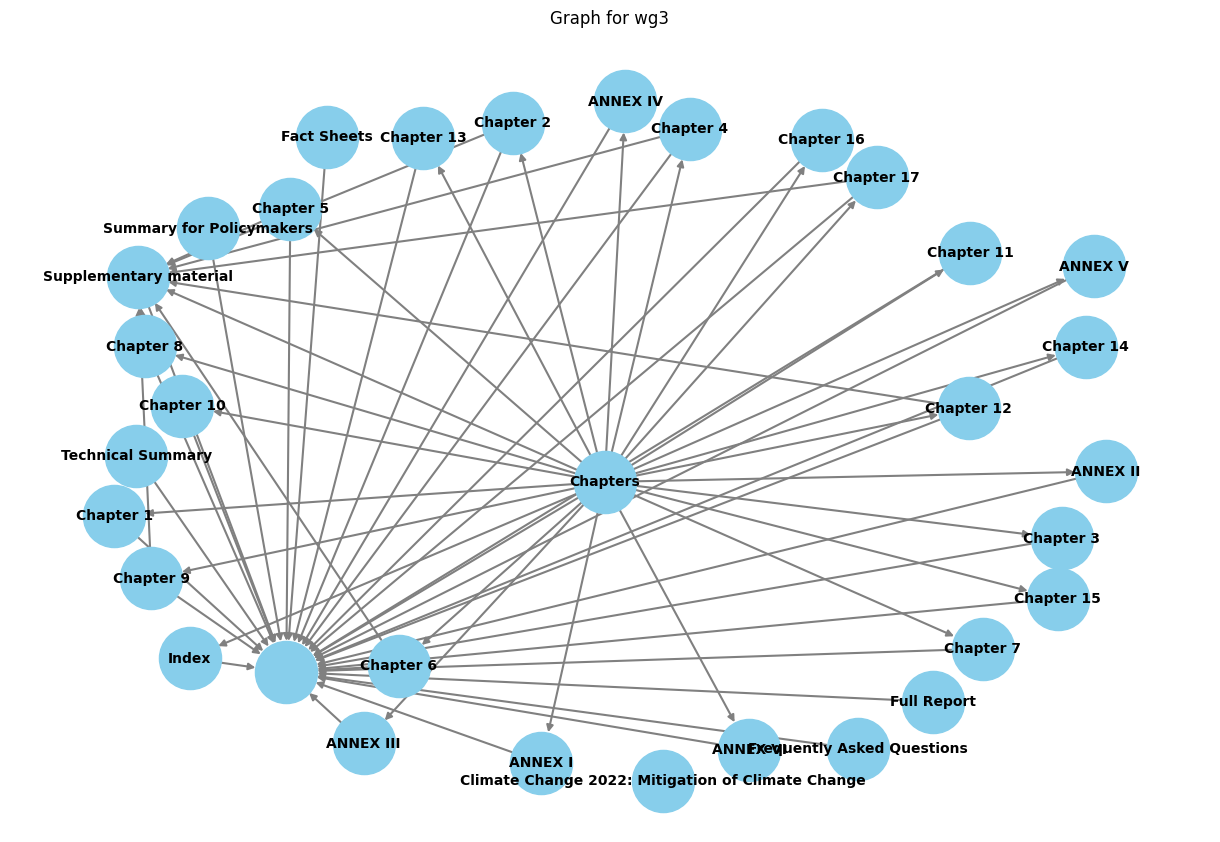 Graph for wg3
ANNEX IV
Chapter 2
Chapter 4
Fact Sheets
Chapter 13
Chapter 16
Chapter 17
Chapter 5
Summary for Policymakers
Chapter 11
ANNEX V
Supplementary material
Chapter 8
Chapter 14
Chapter 10
Chapter 12
Technical Summary
ANNEX II
Chapters
Chapter 1
Chapter 3
Chapter 9
Chapter 15
Chapter 7
Index
Chapter 6
Full Report
ANNEX III
ANNEX VI
Frequently Asked Questions
ANNEX I
Climate Change 2022: Mitigation of Climate Change